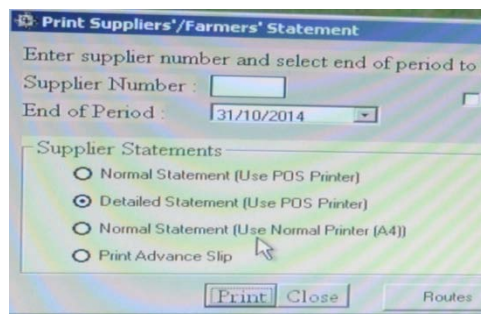 Print Suppliers'/Farmers' Statement
Enter supplier number and select end of period to
Supplier Number :
End of Period : 31/10/2014
Supplier Statements
Normal Statement (Use POS Printer)
Detailed Statement (Use POS Printer)
Normal Statement (Use Normal Printer (A4))
Print Advance Slip
Print Close Routes